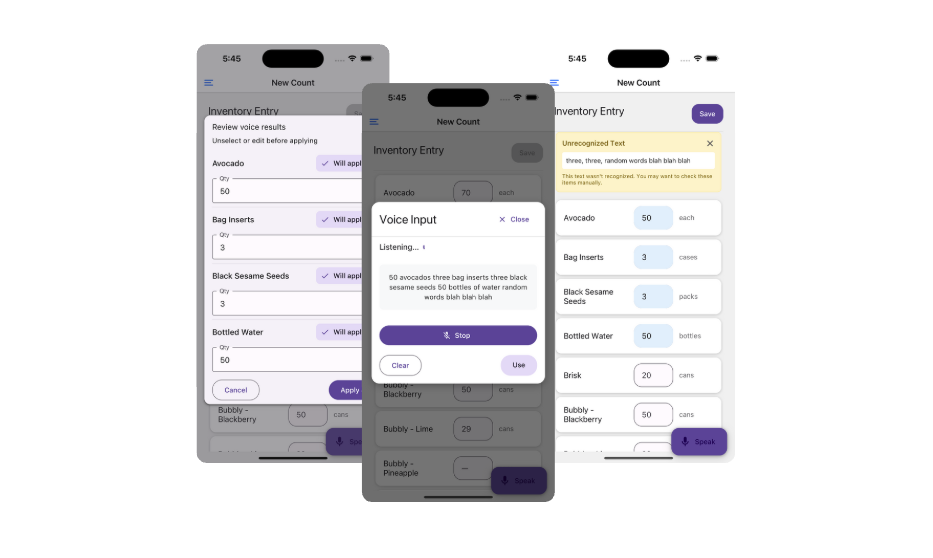 5:45
New Count
Inventory Entry
Review voice results
Unselect or edit before applying
Avocado
Will appl
Qty
50
Bag Inserts
Will appl
Qty
3
Black Sesame Seeds
Will appl
Qty
3
Bottled Water
Will appl
Qty
50
Cancel
Apply
Bubbly -
Blackberry
50
cans
Spe
5:45
New Count
Inventory Entry
Save
Avocado
70
each
Voice Input
Close
Listening...
50 avocados three bag inserts three black
sesame seeds 50 bottles of water random
words blah blah blah
Stop
Clear
Use
Bubbly -
Blackberry
50
cans
Bubbly - Lime
29
cans
Bubbly -
Pineapple
—
Speak
5:45
New Count
Inventory Entry
Save
Unrecognized Text
three, three, random words blah blah blah
This text wasn't recognized. You may want to check these
items manually.
Avocado
50
each
Bag Inserts
3
cases
Black Sesame
Seeds
3
packs
Bottled Water
50
bottles
Brisk
20
cans
Bubbly -
Blackberry
50
cans
Speak